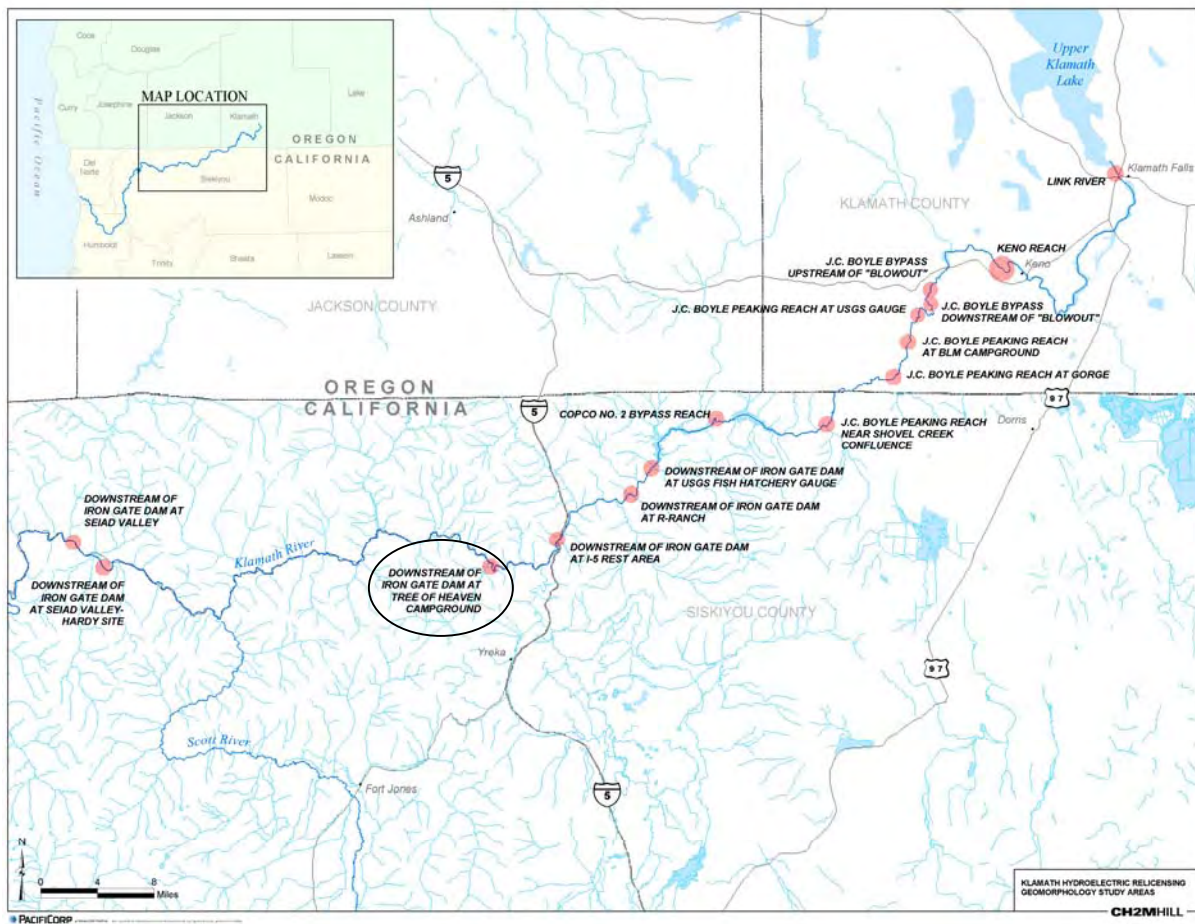 Coos
Douglas
Curry
Josephine
MAP LOCATION
Jackson
Klamath
Lake
OREGON
CALIFORNIA
Pacific Ocean
Del
Norte
Siskiyou
Modoc
Humboldt
Trinity
Shasta
Lassen
Upper
Klamath
Lake
5
Ashland
KLAMATH COUNTY
LINK RIVER
Klamath Falls
KENO REACH
Keno
J.C. BOYLE BYPASS
UPSTREAM OF "BLOWOUT"
JACKSON COUNTY
J.C. BOYLE PEAKING REACH AT USGS GAUGE
J.C. BOYLE BYPASS
DOWNSTREAM OF "BLOWOUT"
J.C. BOYLE PEAKING REACH
AT BLM CAMPGROUND
J.C. BOYLE PEAKING REACH AT GORGE
OREGON
CALIFORNIA
5
97
COPCO NO. 2 BYPASS REACH
J.C. BOYLE PEAKING REACH
NEAR SHOVEL CREEK
CONFLUENCE
Dorris
DOWNSTREAM OF IRON GATE DAM
AT USGS FISH HATCHERY GAUGE
DOWNSTREAM OF IRON GATE DAM
AT R-RANCH
DOWNSTREAM OF
IRON GATE DAM AT
SEIAD VALLEY
Klamath River
DOWNSTREAM OF IRON GATE DAM
AT I-5 REST AREA
DOWNSTREAM OF
IRON GATE DAM
AT SEIAD VALLEY-
HARDY SITE
DOWNSTREAM OF
IRON GATE DAM AT
TREE OF HEAVEN
CAMPGROUND
SISKIYOU COUNTY
Yreka
97
Scott River
Fort Jones
5
N
0 4 8
Miles
KLAMATH HYDROELECTRIC RELICENSING
GEOMORPHOLOGY STUDY AREAS
PACIFICORP
CH2MHILL